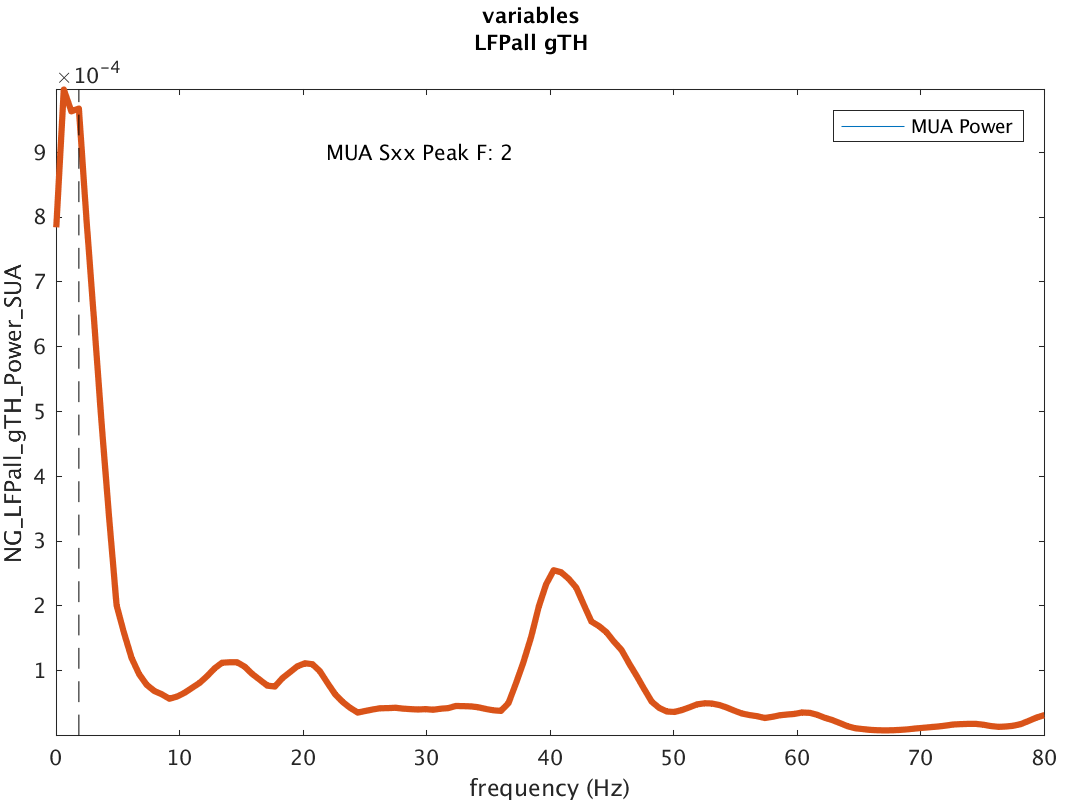 variables
LFPall gTH
×10⁻⁴
MUA Power
MUA Sxx Peak F: 2
9
8
7
6
5
4
3
2
1
NG_LFPall_gTH_Power_SUA
0 10 20 30 40 50 60 70 80
frequency (Hz)